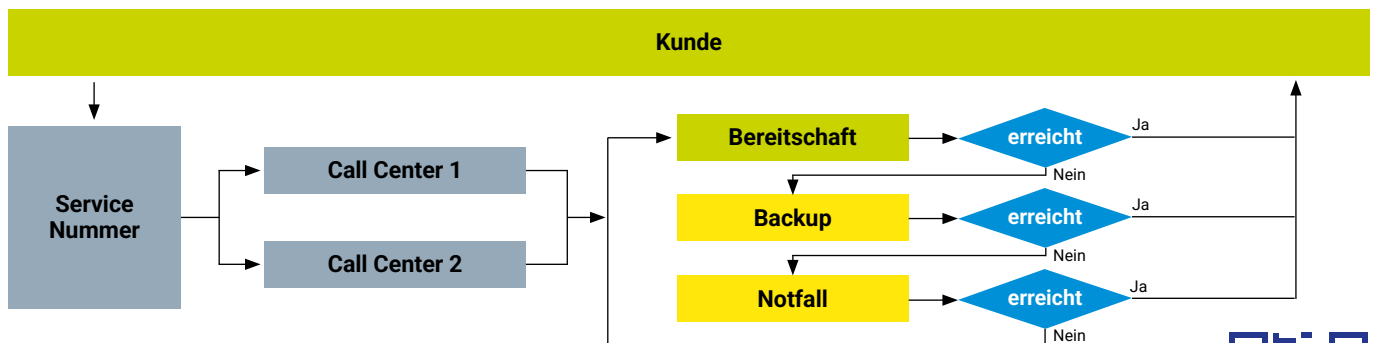 Kunde
Service
Nummer
Call Center 1
Call Center 2
Bereitschaft
erreicht
Ja
Nein
Backup
erreicht
Ja
Nein
Notfall
erreicht
Ja
Nein